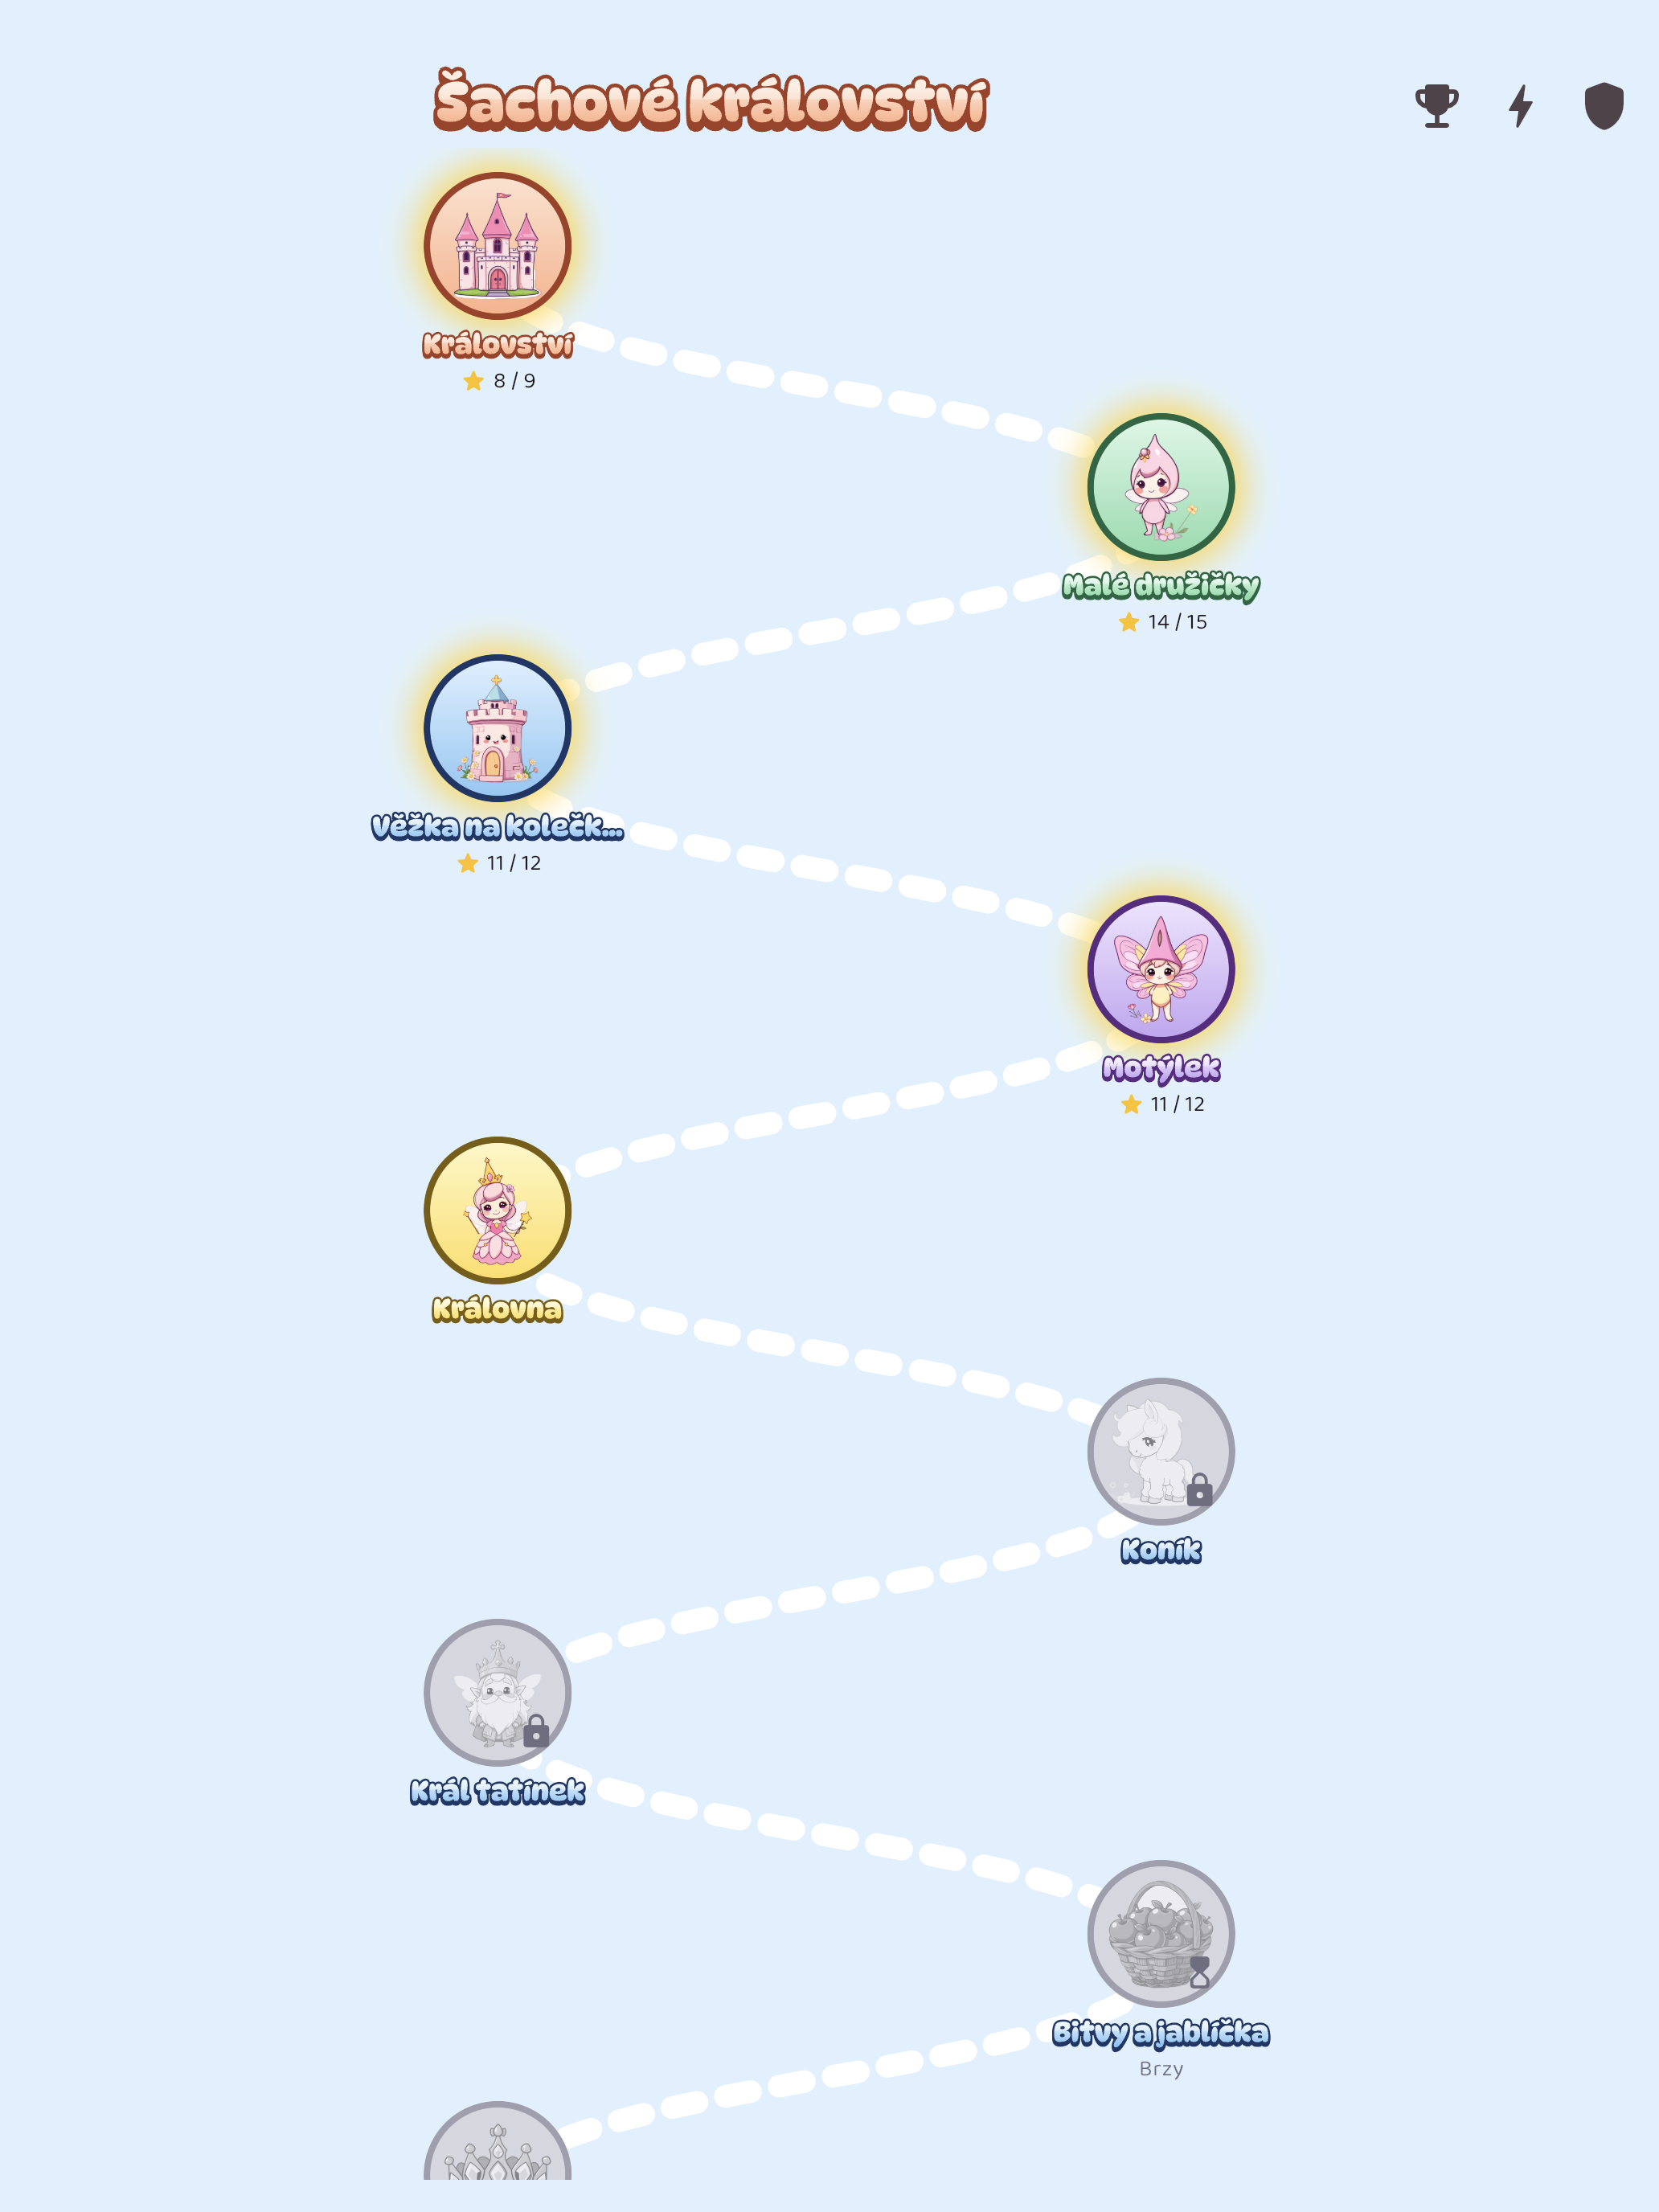 Šachové království
Království
8 / 9
Malé družičky
14 / 15
Věžka na kolečk...
11 / 12
Motýlek
11 / 12
Královna
Koník
Král tatínek
Bitvy a jablíčka
Brzy